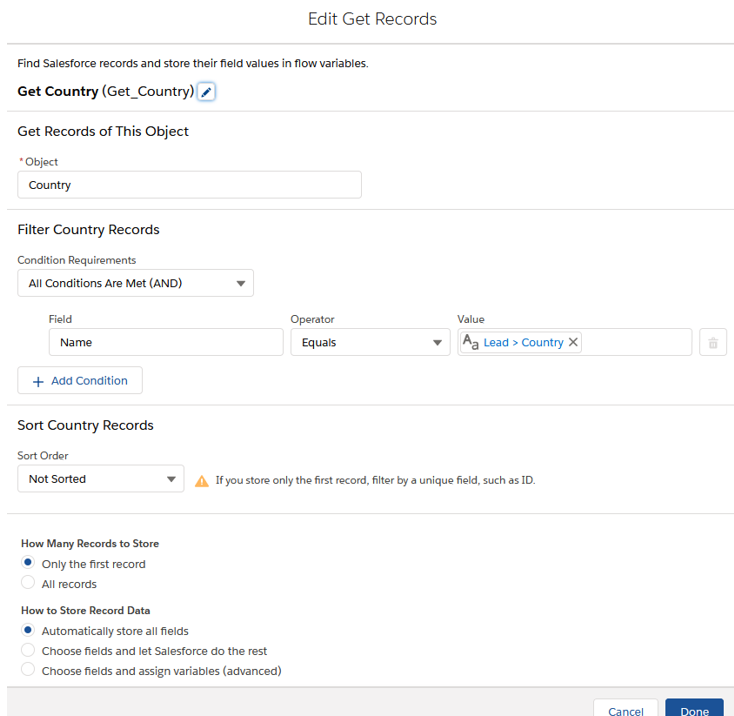 Edit Get Records
Find Salesforce records and store their field values in flow variables.
Get Country (Get_Country)
Get Records of This Object
* Object
Country
Filter Country Records
Condition Requirements
All Conditions Are Met (AND)
Field Operator Value
Name Equals Aa Lead > Country ×
+ Add Condition
Sort Country Records
Sort Order
Not Sorted If you store only the first record, filter by a unique field, such as ID.
How Many Records to Store
Only the first record
All records
How to Store Record Data
Automatically store all fields
Choose fields and let Salesforce do the rest
Choose fields and assign variables (advanced)
Cancel Done